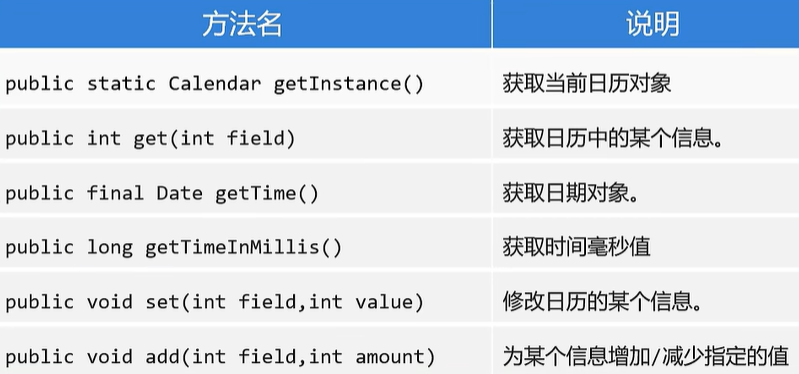 方法名 说明
public static Calendar getInstance() 获取当前日历对象
public int get(int field) 获取日历中的某个信息。
public final Date getTime() 获取日期对象。
public long getTimeInMillis() 获取时间毫秒值
public void set(int field,int value) 修改日历的某个信息。
public void add(int field,int amount) 为某个信息增加/减少指定的值